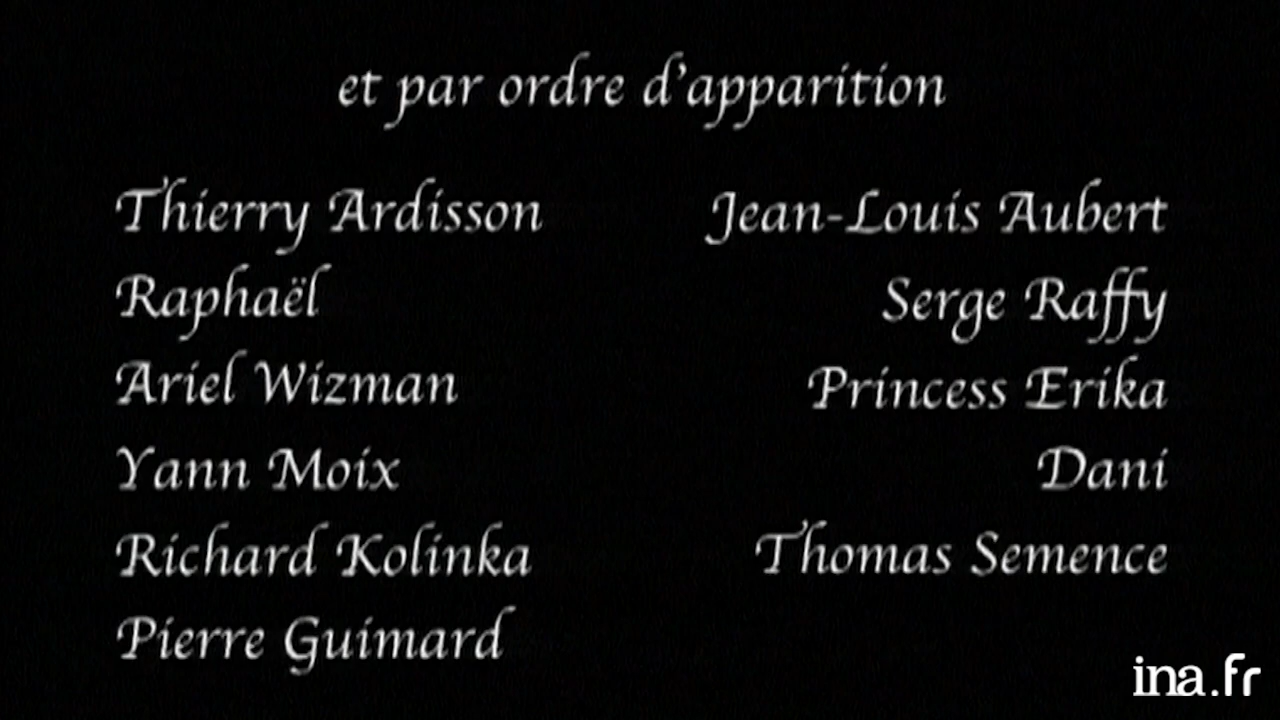 et par ordre d'apparition
Thierry Ardisson
Raphaël
Ariel Wizman
Yann Moix
Richard Kolinka
Pierre Guimard
Jean-Louis Aubert
Serge Raffy
Princess Erika
Dani
Thomas Semence
ina.fr